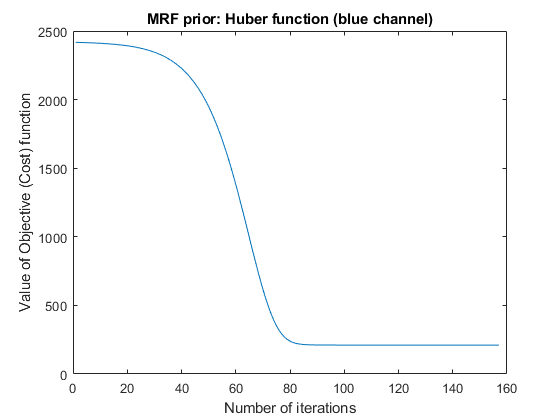 MRF prior: Huber function (blue channel)
Value of Objective (Cost) function
2500
2000
1500
1000
500
0
0 20 40 60 80 100 120 140 160
Number of iterations